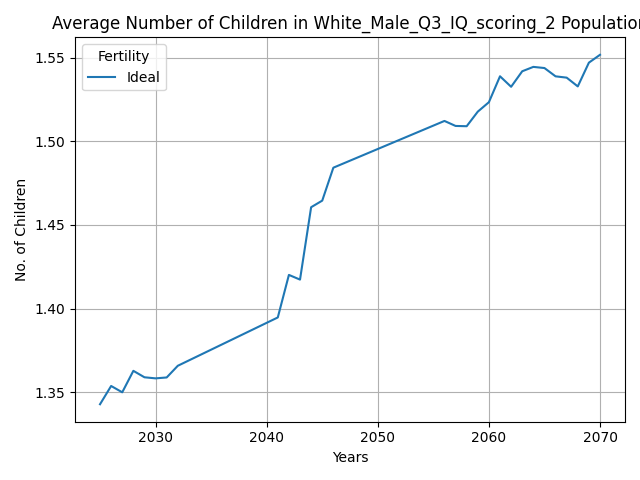 Average Number of Children in White_Male_Q3_IQ_scoring_2 Population
Fertility
Ideal
1.55
1.50
1.45
1.40
1.35
No. of Children
2030 2040 2050 2060 2070
Years